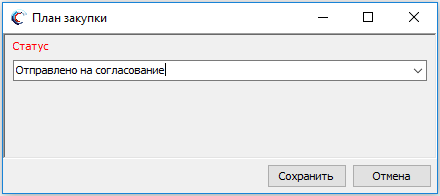 План закупки
Статус
Отправлено на согласование
Сохранить Отмена